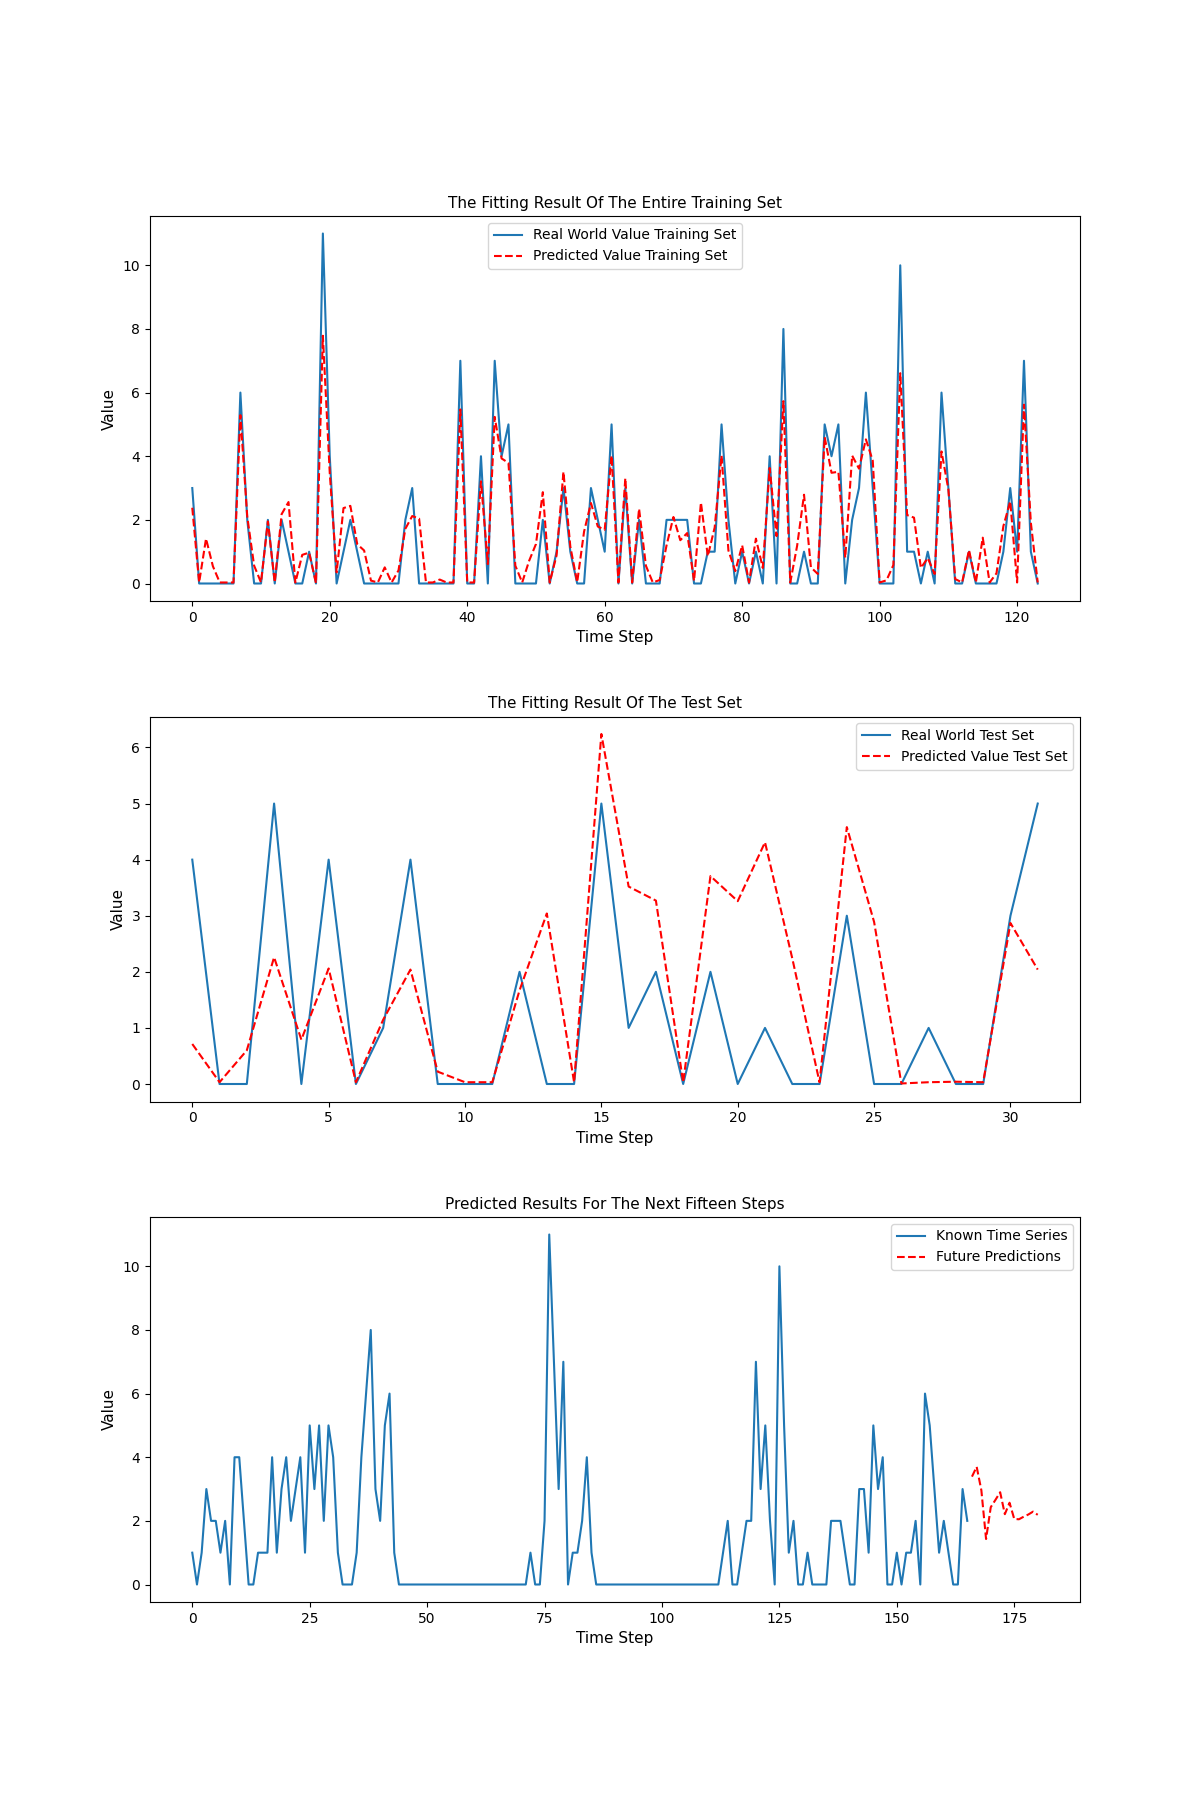 The Fitting Result Of The Entire Training Set
Real World Value Training Set
Predicted Value Training Set
Value
10
8
6
4
2
0
0 20 40 60 80 100 120
Time Step
The Fitting Result Of The Test Set
Real World Test Set
Predicted Value Test Set
Value
6
5
4
3
2
1
0
0 5 10 15 20 25 30
Time Step
Predicted Results For The Next Fifteen Steps
Known Time Series
Future Predictions
Value
10
8
6
4
2
0
0 25 50 75 100 125 150 175
Time Step